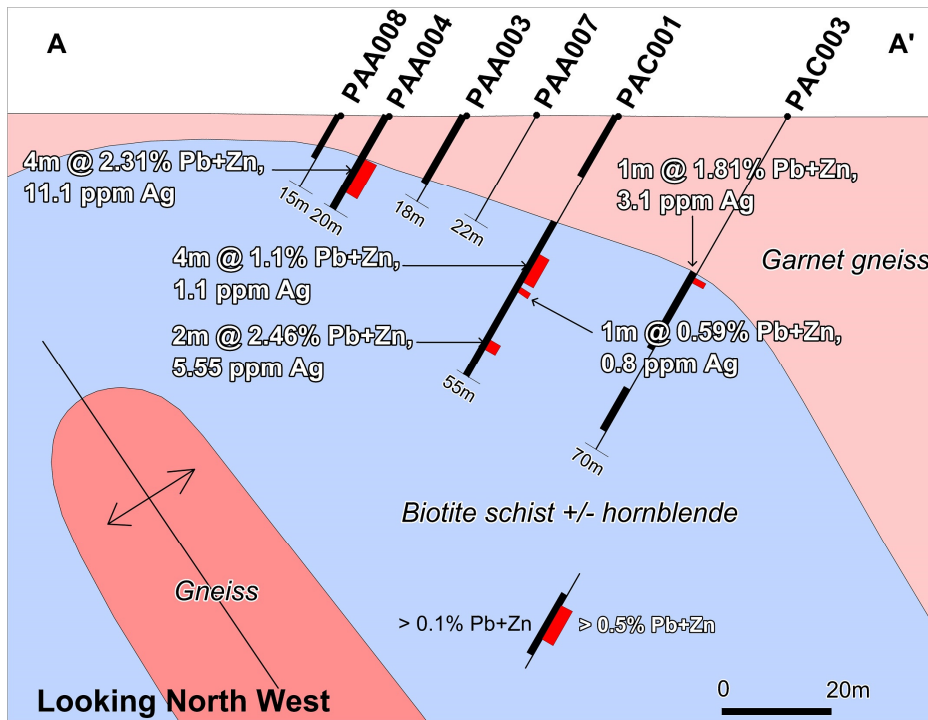 A
A'
PAA008
PAA004
PAA003
PAA007
PAC001
PAC003
4m @ 2.31% Pb+Zn,
11.1 ppm Ag
1m @ 1.81% Pb+Zn,
3.1 ppm Ag
15m
20m
18m
22m
4m @ 1.1% Pb+Zn,
1.1 ppm Ag
Garnet gneiss
2m @ 2.46% Pb+Zn,
5.55 ppm Ag
1m @ 0.59% Pb+Zn,
0.8 ppm Ag
55m
70m
Biotite schist +/- hornblende
Gneiss
> 0.1% Pb+Zn
> 0.5% Pb+Zn
Looking North West
0
20m